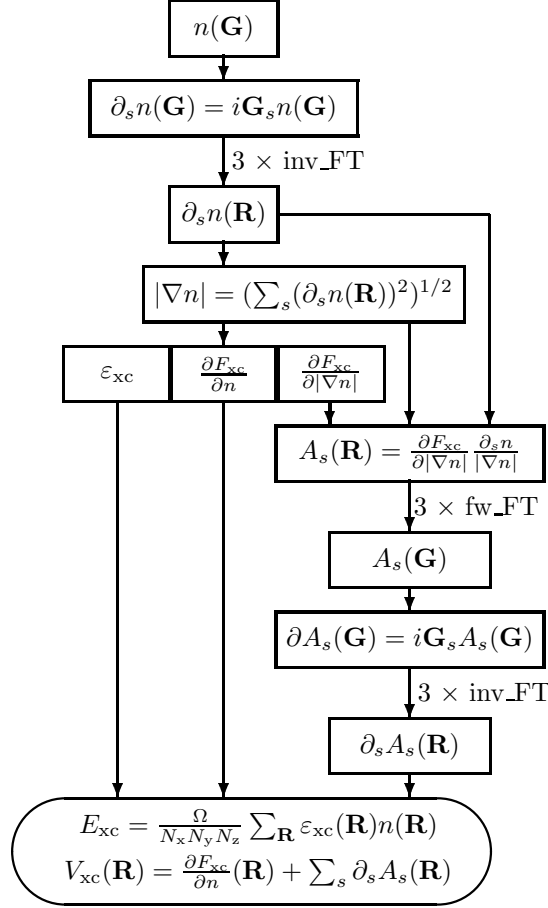 n(𝐆)
∂ₛn(𝐆) = i𝐆ₛn(𝐆)
3 × inv_FT
∂ₛn(𝐑)
|∇n| = (∑ₛ(∂ₛn(𝐑))²)^{1/2}
ε_xc ∂F_xc/∂n ∂F_xc/∂|∇n|
Aₛ(𝐑) = ∂F_xc/∂|∇n| ∂ₛn/|∇n|
3 × fw_FT
Aₛ(𝐆)
∂Aₛ(𝐆) = i𝐆ₛAₛ(𝐆)
3 × inv_FT
∂ₛAₛ(𝐑)
E_xc = Ω/(N_x N_y N_z) ∑_𝐑 ε_xc(𝐑)n(𝐑)
V_xc(𝐑) = ∂F_xc/∂n (𝐑) + ∑ₛ ∂ₛAₛ(𝐑)